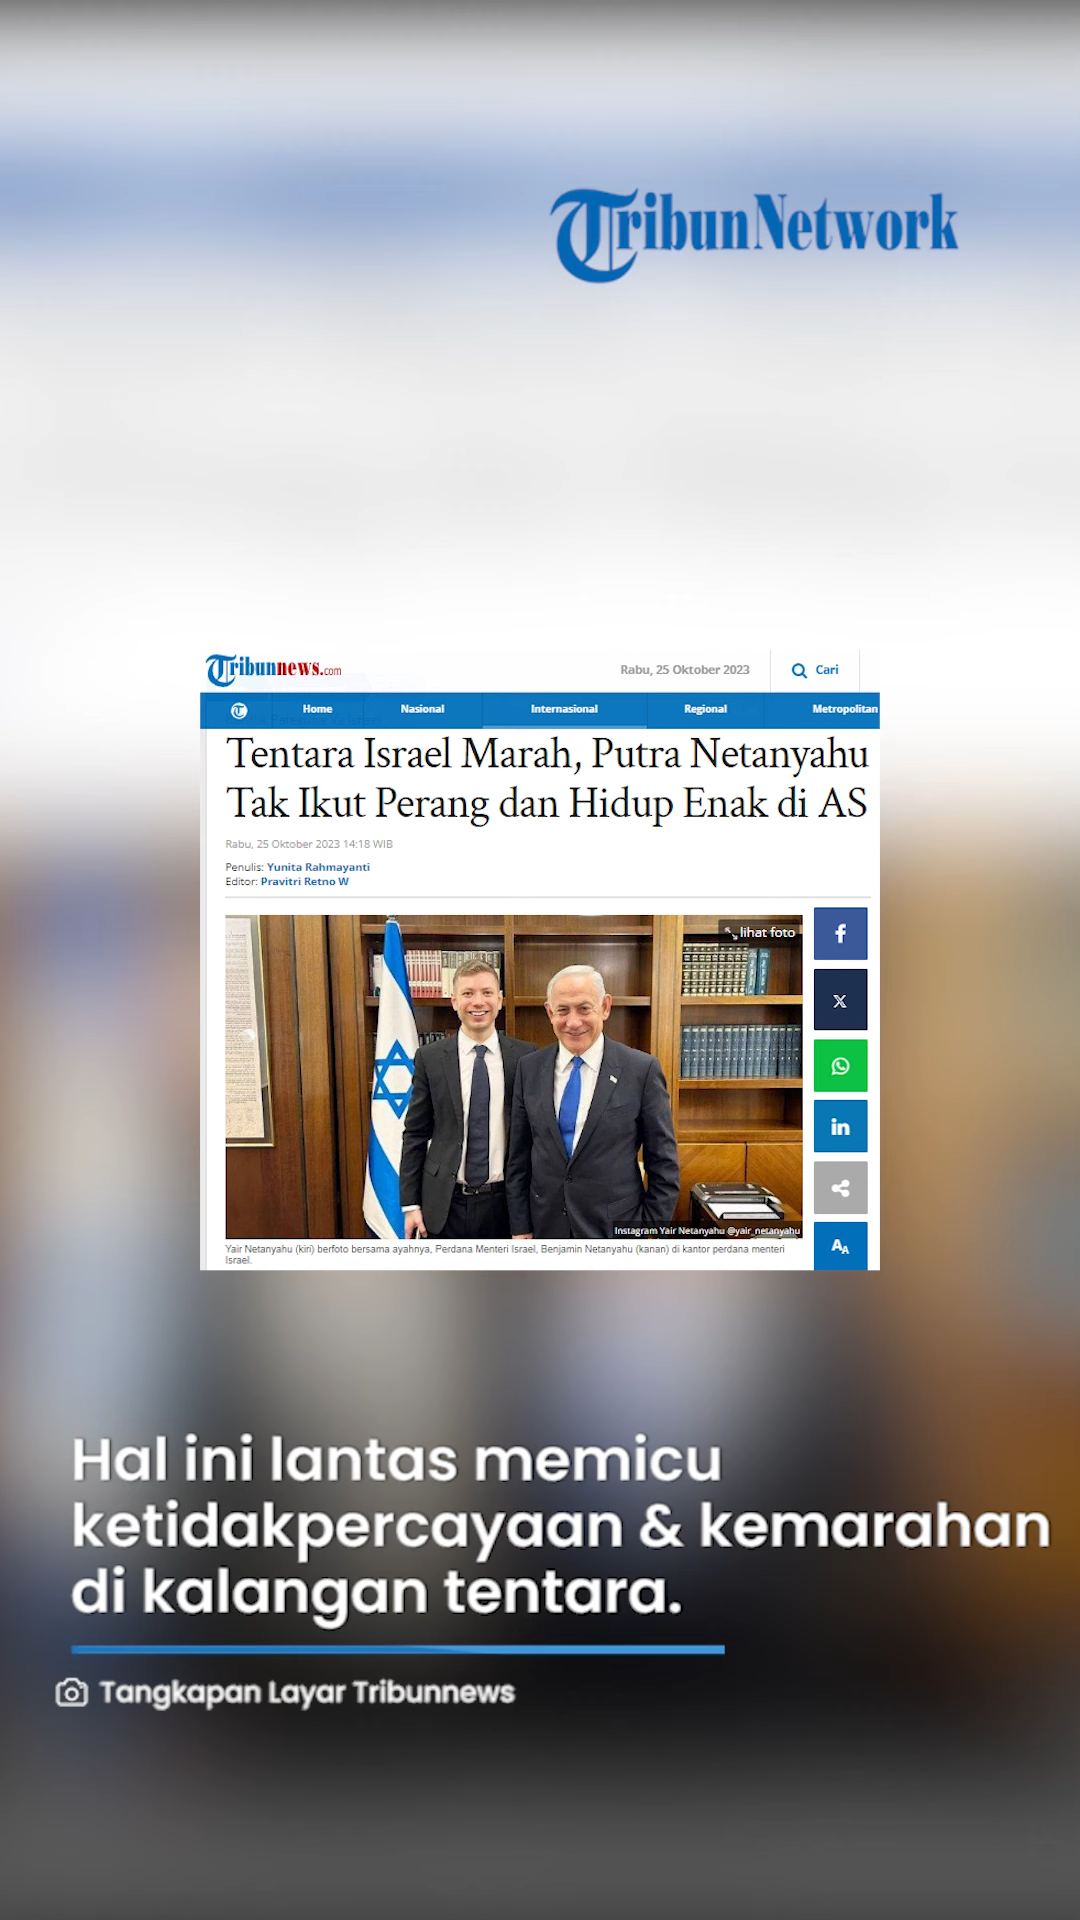 Tribun Network
Tribunnews.com
Rabu, 25 Oktober 2023
Cari
Home
Nasional
Internasional
Regional
Metropolitan
Tentara Israel Marah, Putra Netanyahu
Tak Ikut Perang dan Hidup Enak di AS
Rabu, 25 Oktober 2023 14:18 WIB
Penulis: Yunita Rahmayanti
Editor: Pravitri Retno W
lihat foto
Instagram Yair Netanyahu @yair_netanyahu
Yair Netanyahu (kiri) berfoto bersama ayahnya, Perdana Menteri Israel, Benjamin Netanyahu (kanan) di kantor perdana menteri
Israel.
Hal ini lantas memicu
ketidakpercayaan & kemarahan
di kalangan tentara.
Tangkapan Layar Tribunnews